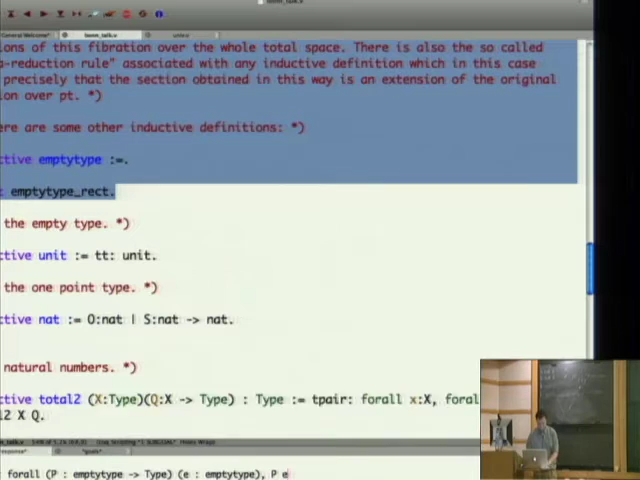 ions of this fibration over the whole total space. There is also the so called
a-reduction rule" associated with any inductive definition which in this case
precisely that the section obtained in this way is an extension of the original
ion over pt. *)
ere are some other inductive definitions: *)
ctive emptytype :=.
emptytype_rect.
the empty type. *)
ctive unit := tt: unit.
the one point type. *)
ctive nat := O:nat | S:nat -> nat.
natural numbers. *)
ctive total2 (X:Type)(Q:X -> Type) : Type := tpair: forall x:X, foral
l2 X Q.
: forall (P : emptytype -> Type) (e : emptytype), P e